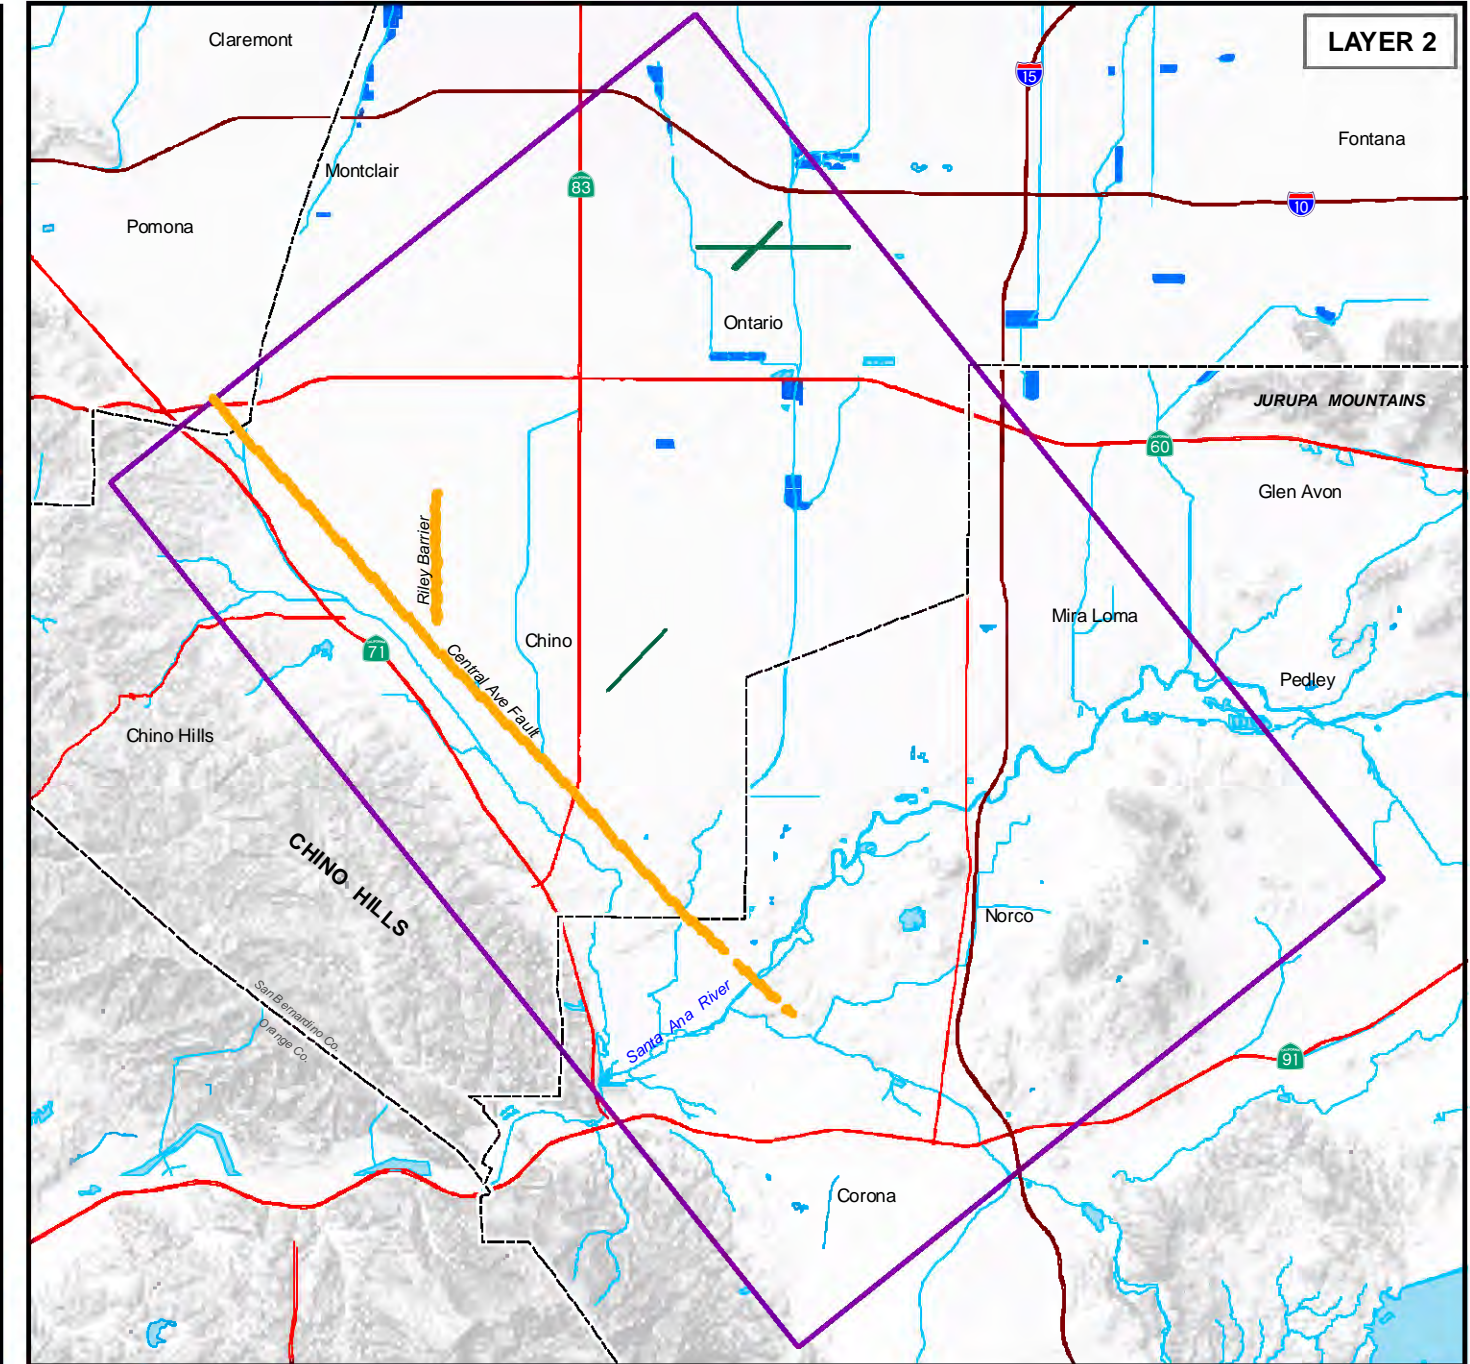 Claremont
LAYER 2
15
Fontana
Montclair
83
10
Pomona
Ontario
JURUPA MOUNTAINS
60
Glen Avon
Riley Barrier
Mira Loma
Chino
71
Central Ave Fault
Pedley
Chino Hills
CHINO HILLS
Norco
San Bernardino Co.
Orange Co.
Santa Ana River
91
Corona